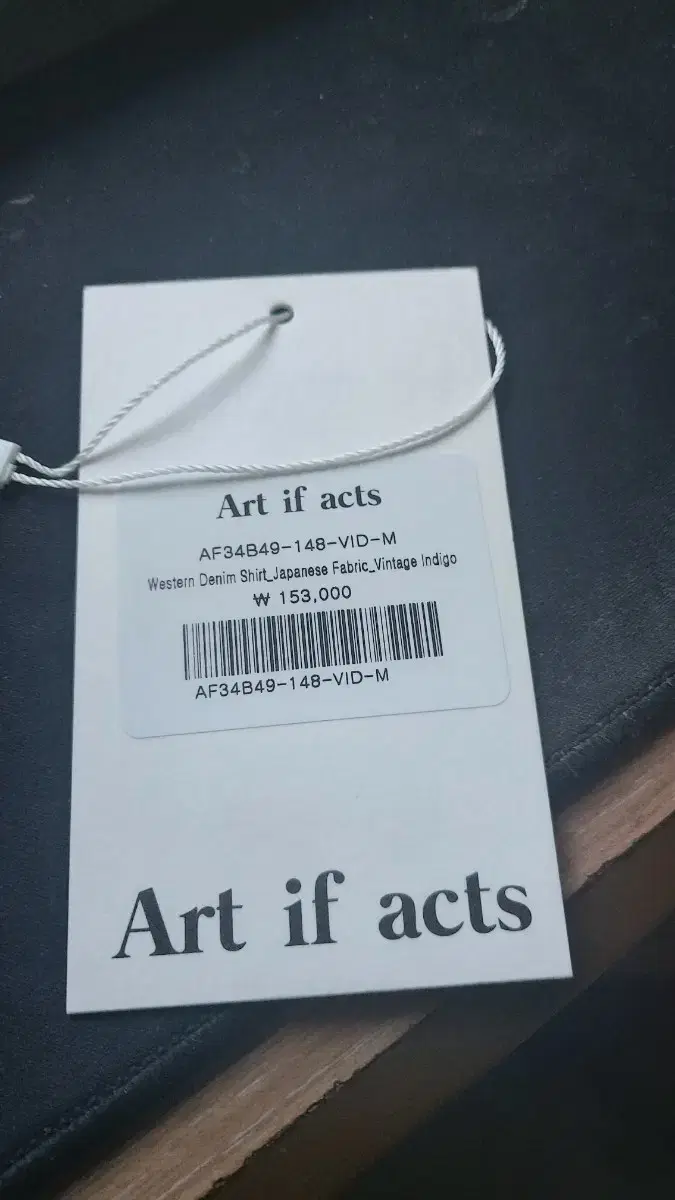 Art if acts
AF34B49-148-VID-M
Western Denim Shirt_Japanese Fabric_Vintage Indigo
₩ 153,000
AF34B49-148-VID-M
Art if acts